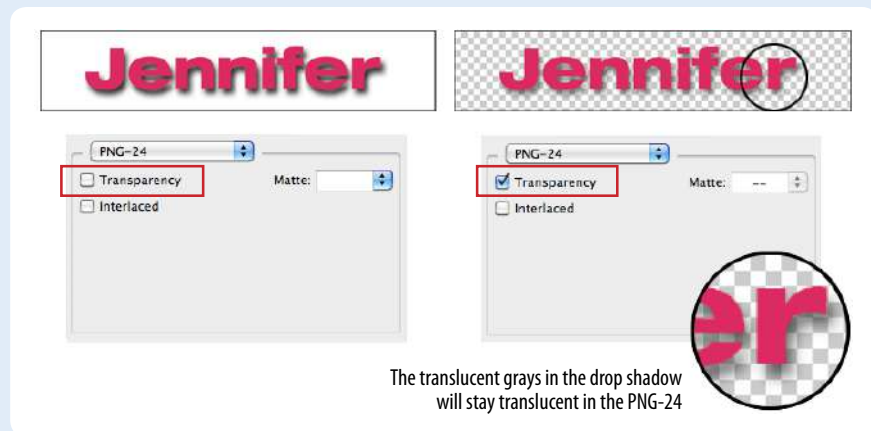 Jennifer
Jennifer
PNG-24
Transparency Matte:
Interlaced
PNG-24
Transparency Matte: --
Interlaced
er
The translucent grays in the drop shadow
will stay translucent in the PNG-24